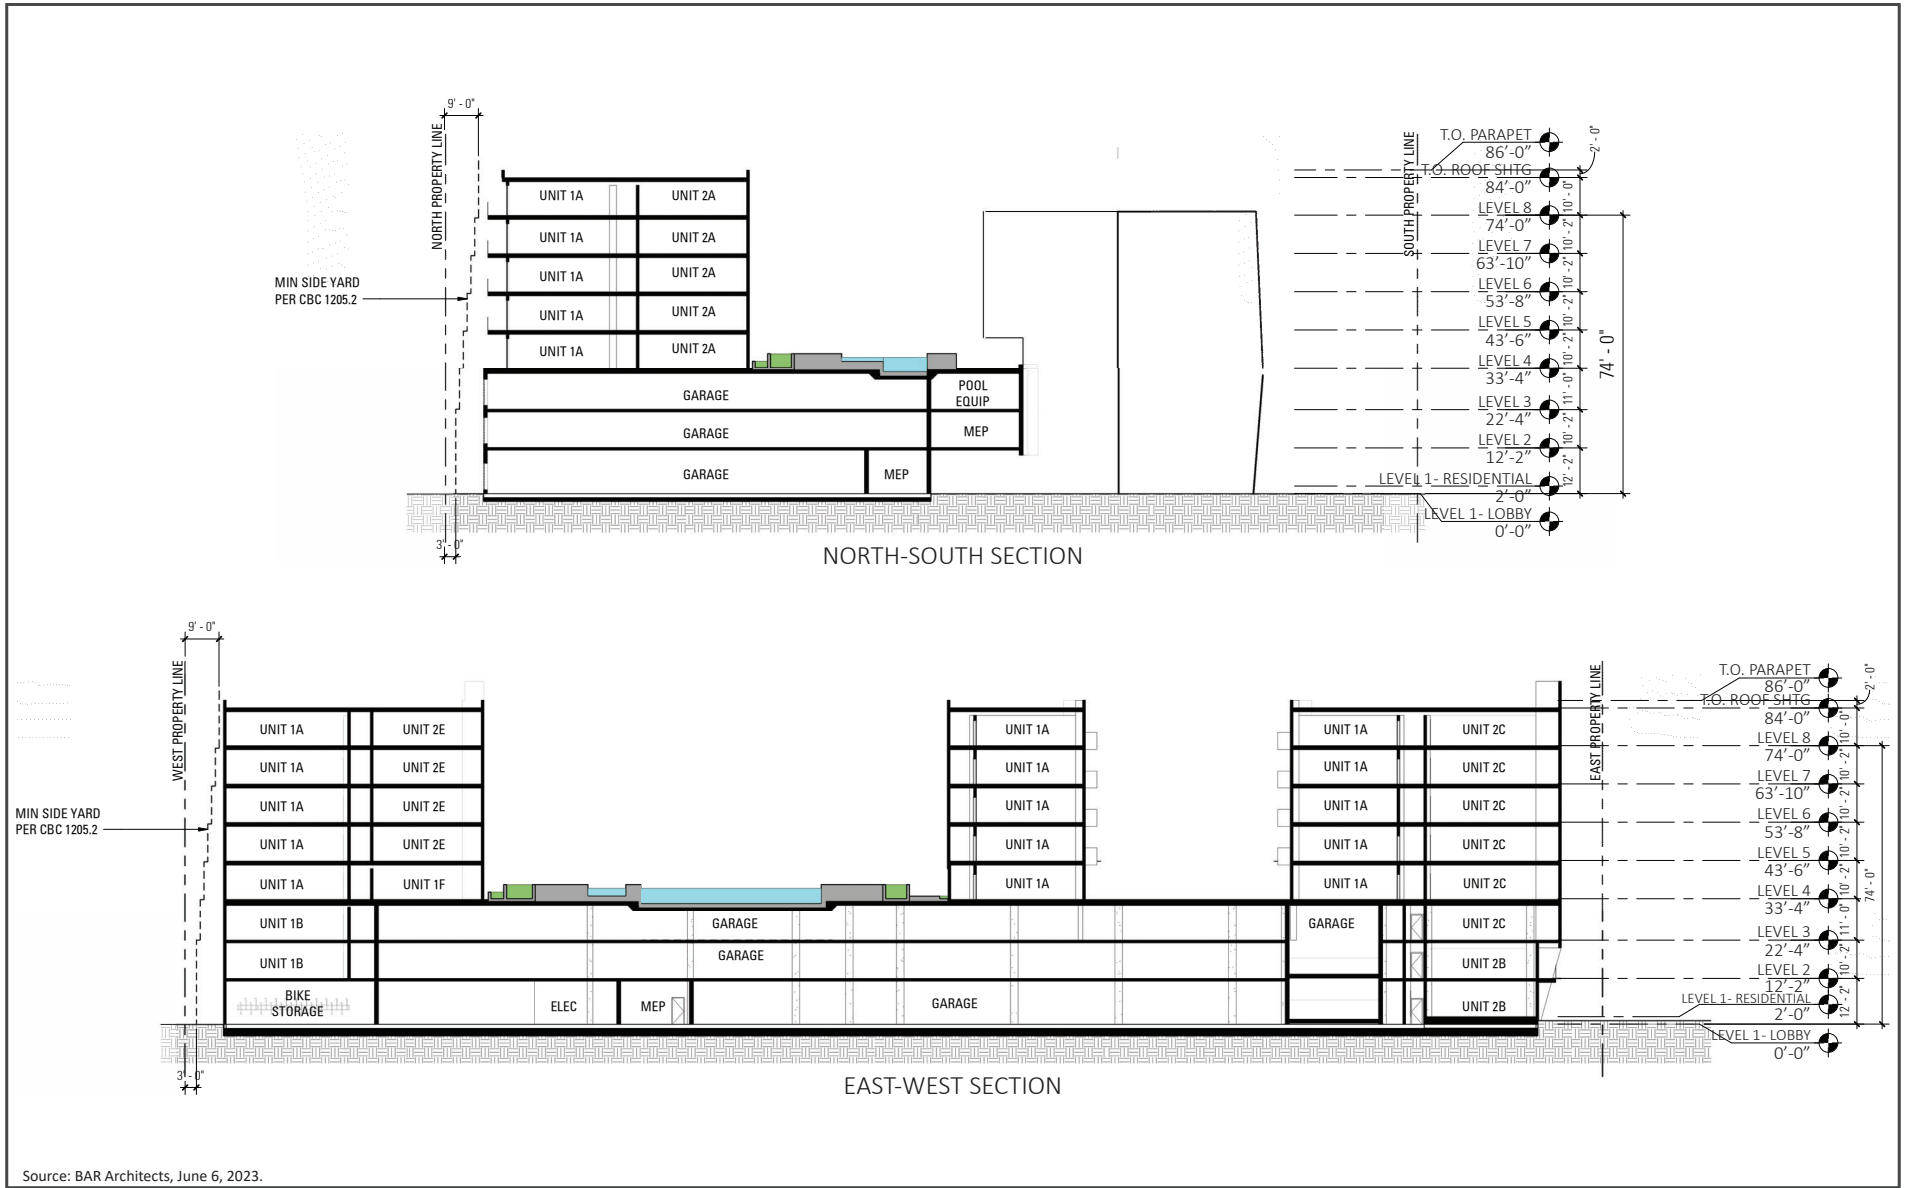 9' - 0"
NORTH PROPERTY LINE
SOUTH PROPERTY LINE
T.O. PARAPET
86'-0"
2' - 0"
T.O. ROOF SHTG
84'-0"
10' - 0"
LEVEL 8
74'-0"
10' - 2"
LEVEL 7
63'-10"
10' - 2"
LEVEL 6
53'-8"
10' - 2"
LEVEL 5
43'-6"
10' - 2"
LEVEL 4
33'-4"
11' - 0"
LEVEL 3
22'-4"
10' - 2"
LEVEL 2
12'-2"
12' - 2"
LEVEL 1- RESIDENTIAL
2'-0"
LEVEL 1- LOBBY
0'-0"
74' - 0"
MIN SIDE YARD
PER CBC 1205.2
UNIT 1A UNIT 2A
UNIT 1A UNIT 2A
UNIT 1A UNIT 2A
UNIT 1A UNIT 2A
UNIT 1A UNIT 2A
GARAGE POOL
EQUIP
GARAGE MEP
GARAGE MEP
3' - 0"
NORTH-SOUTH SECTION
9' - 0"
WEST PROPERTY LINE
EAST PROPERTY LINE
T.O. PARAPET
86'-0"
2' - 0"
T.O. ROOF SHTG
84'-0"
10' - 0"
LEVEL 8
74'-0"
10' - 2"
LEVEL 7
63'-10"
10' - 2"
LEVEL 6
53'-8"
10' - 2"
LEVEL 5
43'-6"
10' - 2"
LEVEL 4
33'-4"
11' - 0"
LEVEL 3
22'-4"
10' - 2"
LEVEL 2
12'-2"
12' - 2"
LEVEL 1- RESIDENTIAL
2'-0"
LEVEL 1- LOBBY
0'-0"
74' - 0"
MIN SIDE YARD
PER CBC 1205.2
UNIT 1A UNIT 2E UNIT 1A UNIT 1A UNIT 2C
UNIT 1A UNIT 2E UNIT 1A UNIT 1A UNIT 2C
UNIT 1A UNIT 2E UNIT 1A UNIT 1A UNIT 2C
UNIT 1A UNIT 2E UNIT 1A UNIT 1A UNIT 2C
UNIT 1A UNIT 1F UNIT 1A UNIT 1A UNIT 2C
UNIT 1B GARAGE GARAGE UNIT 2C
UNIT 1B GARAGE UNIT 2B
BIKE
STORAGE ELEC MEP GARAGE UNIT 2B
3' - 0"
EAST-WEST SECTION
Source: BAR Architects, June 6, 2023.